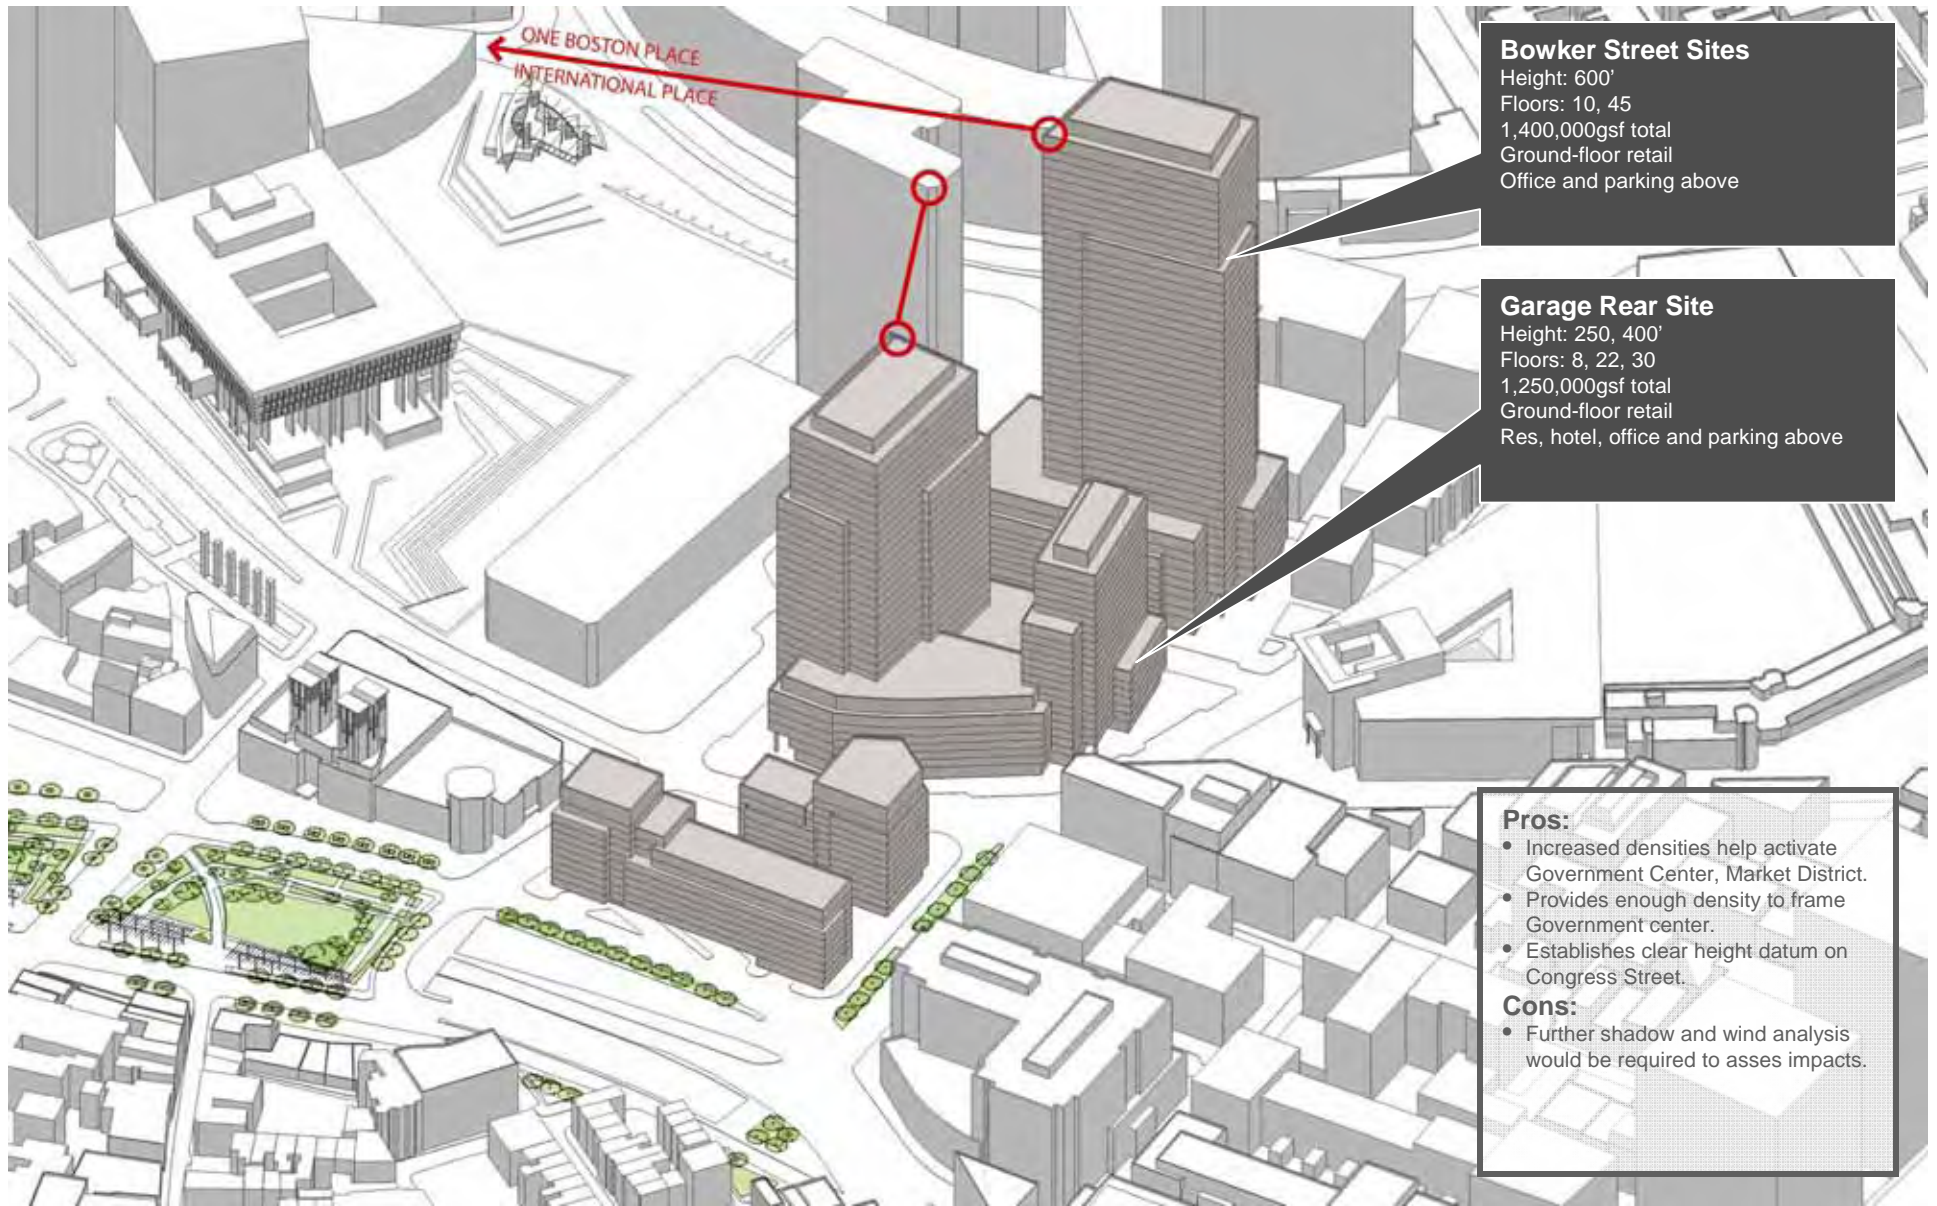 ONE BOSTON PLACE
INTERNATIONAL PLACE
Bowker Street Sites
Height: 600’
Floors: 10, 45
1,400,000gsf total
Ground-floor retail
Office and parking above
Garage Rear Site
Height: 250, 400’
Floors: 8, 22, 30
1,250,000gsf total
Ground-floor retail
Res, hotel, office and parking above
Pros:
• Increased densities help activate
Government Center, Market District.
• Provides enough density to frame
Government center.
• Establishes clear height datum on
Congress Street.
Cons:
• Further shadow and wind analysis
would be required to asses impacts.